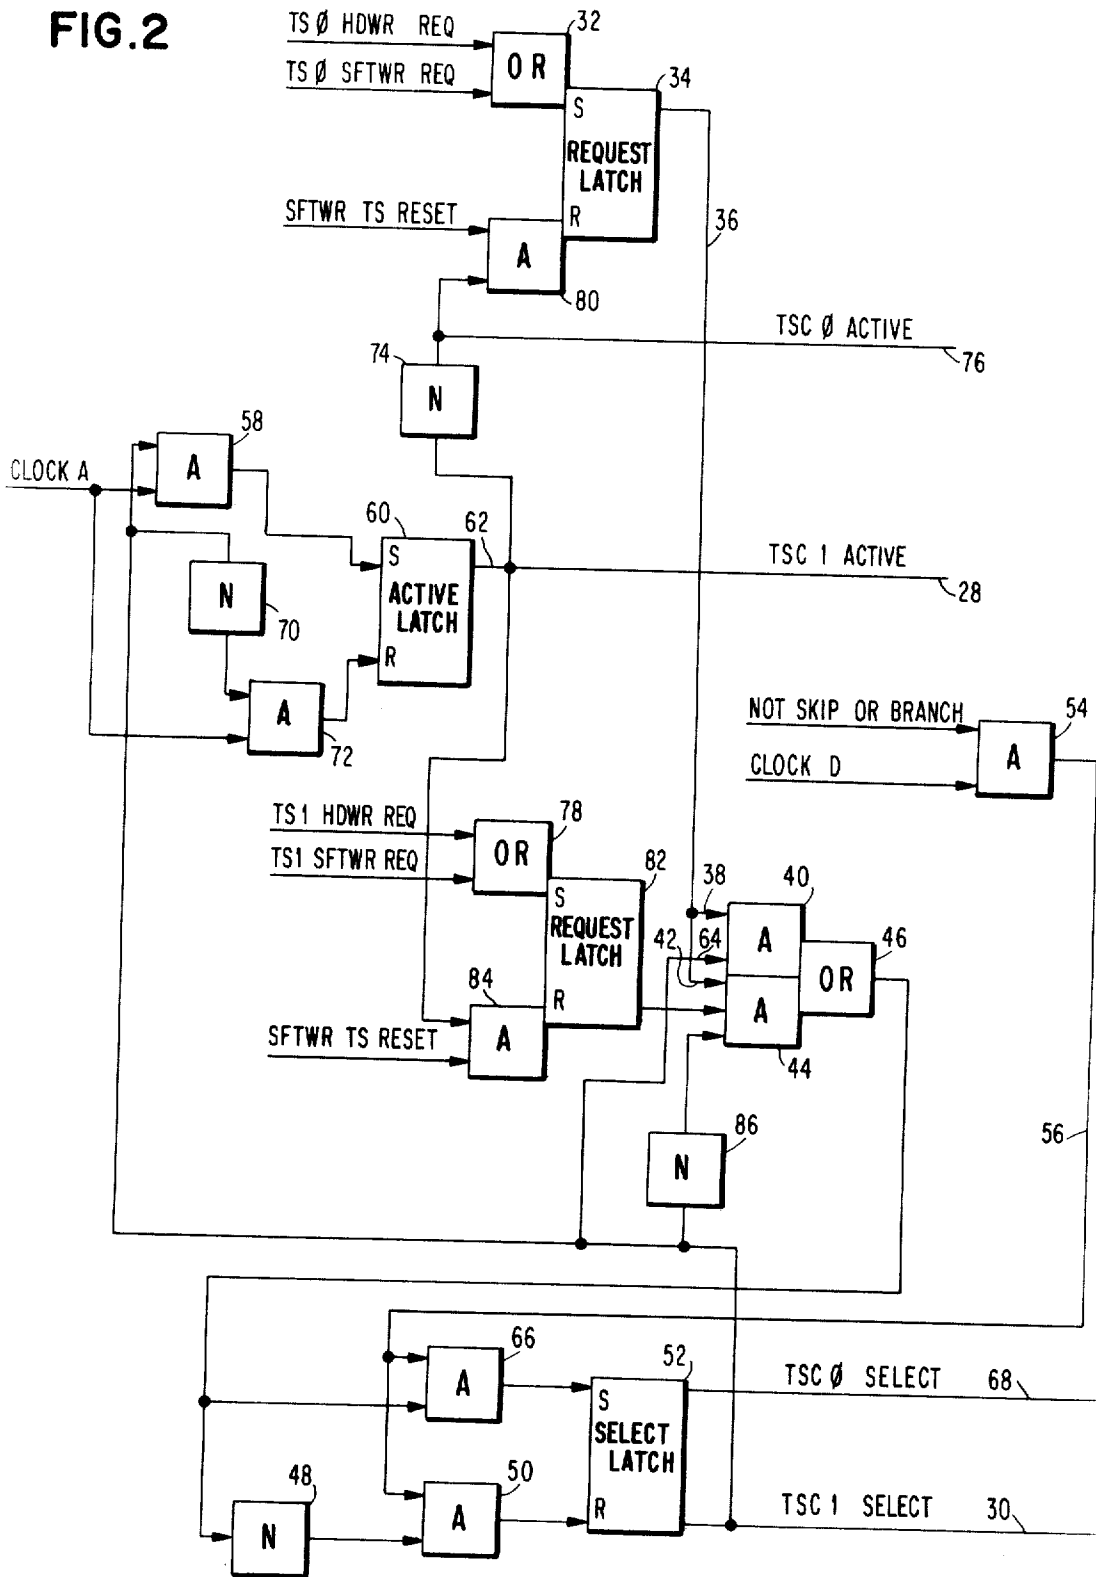 FIG.2
TS Ø HDWR REQ
32
OR
TS Ø SFTWR REQ
34
S
REQUEST
LATCH
R
SFTWR TS RESET
A
80
36
TSC Ø ACTIVE
76
74
N
58
A
CLOCK A
60
62
S
ACTIVE
LATCH
R
TSC 1 ACTIVE
28
N
70
A
72
NOT SKIP OR BRANCH
54
A
CLOCK D
TS1 HDWR REQ
78
OR
TS1 SFTWR REQ
82
S
REQUEST
LATCH
R
38
40
A
42
64
46
OR
A
44
84
A
SFTWR TS RESET
86
N
56
66
A
52
S
SELECT
LATCH
R
TSC Ø SELECT 68
48
N
50
A
TSC 1 SELECT 30